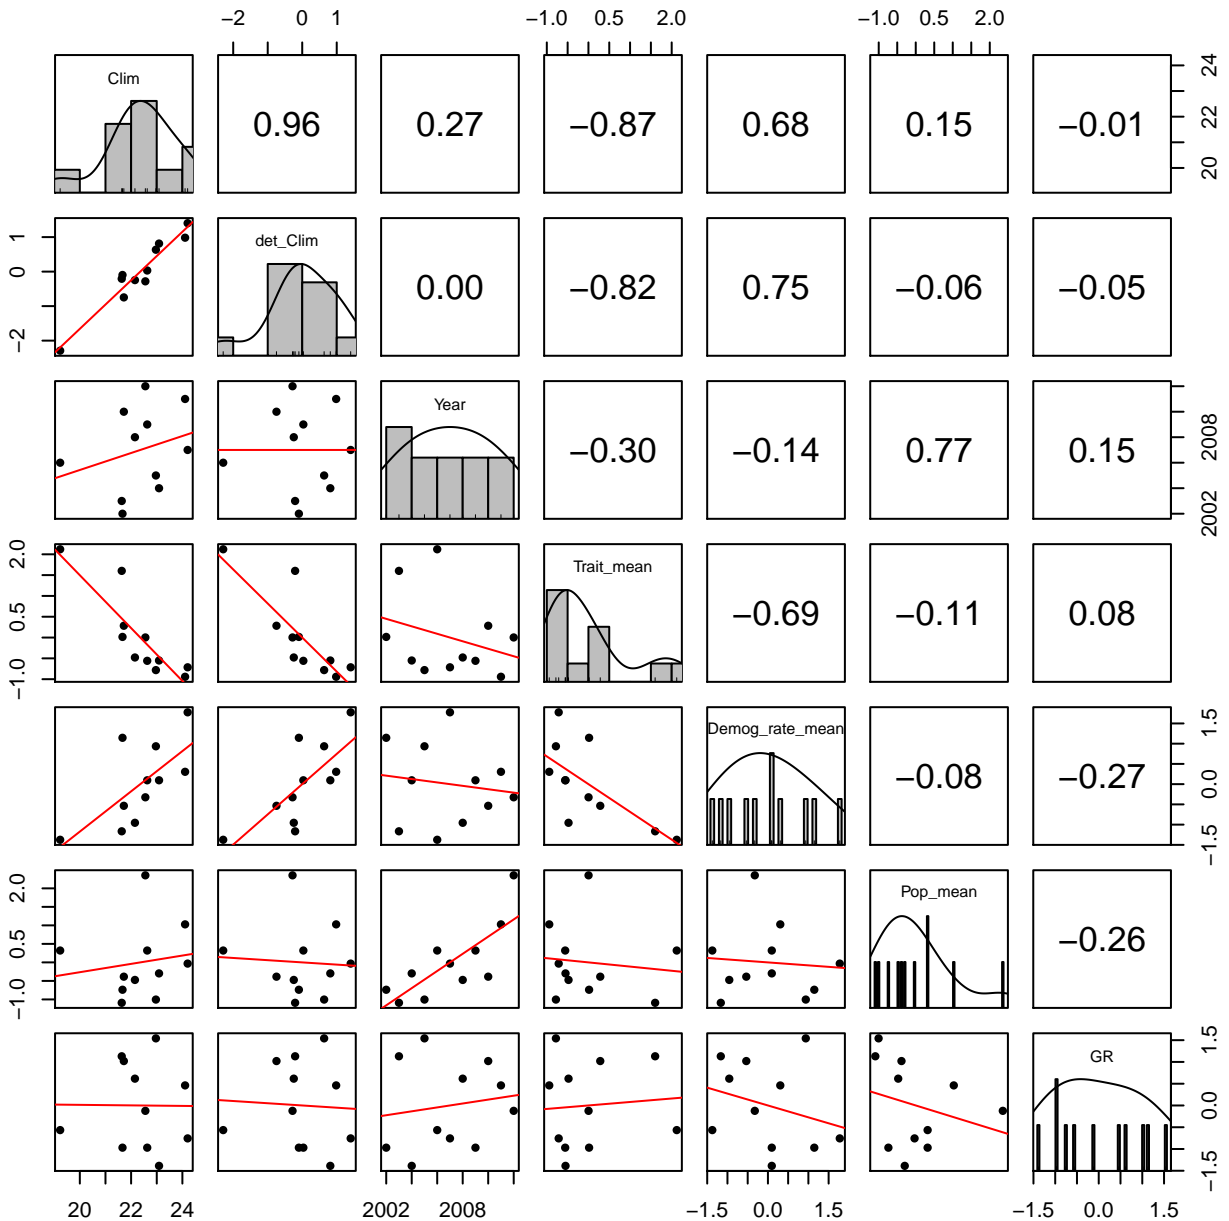 −2 0 1 −1.0 0.5 2.0 −1.0 0.5 2.0
Clim 0.96 0.27 −0.87 0.68 0.15 −0.01 20 22 24
−2 0 1 det_Clim 0.00 −0.82 0.75 −0.06 −0.05
Year −0.30 −0.14 0.77 0.15 2002 2008
−1.0 0.5 2.0 Trait_mean −0.69 −0.11 0.08
Demog_rate_mean −0.08 −0.27 −1.5 0.0 1.5
−1.0 0.5 2.0 Pop_mean −0.26
GR −1.5 0.0 1.5
20 22 24 2002 2008 −1.5 0.0 1.5 −1.5 0.0 1.5